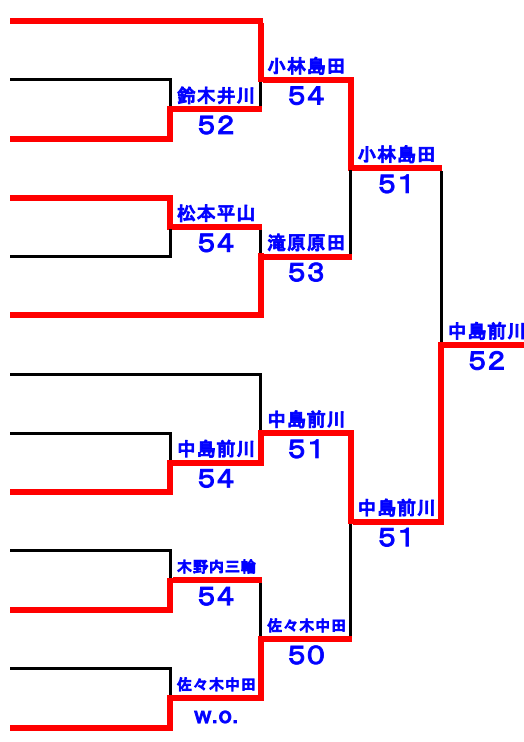 小林島田
54
鈴木井川
52
小林島田
51
松本平山
54
滝原原田
53
中島前川
52
中島前川
51
中島前川
54
中島前川
51
木野内三輪
54
佐々木中田
50
佐々木中田
w.o.